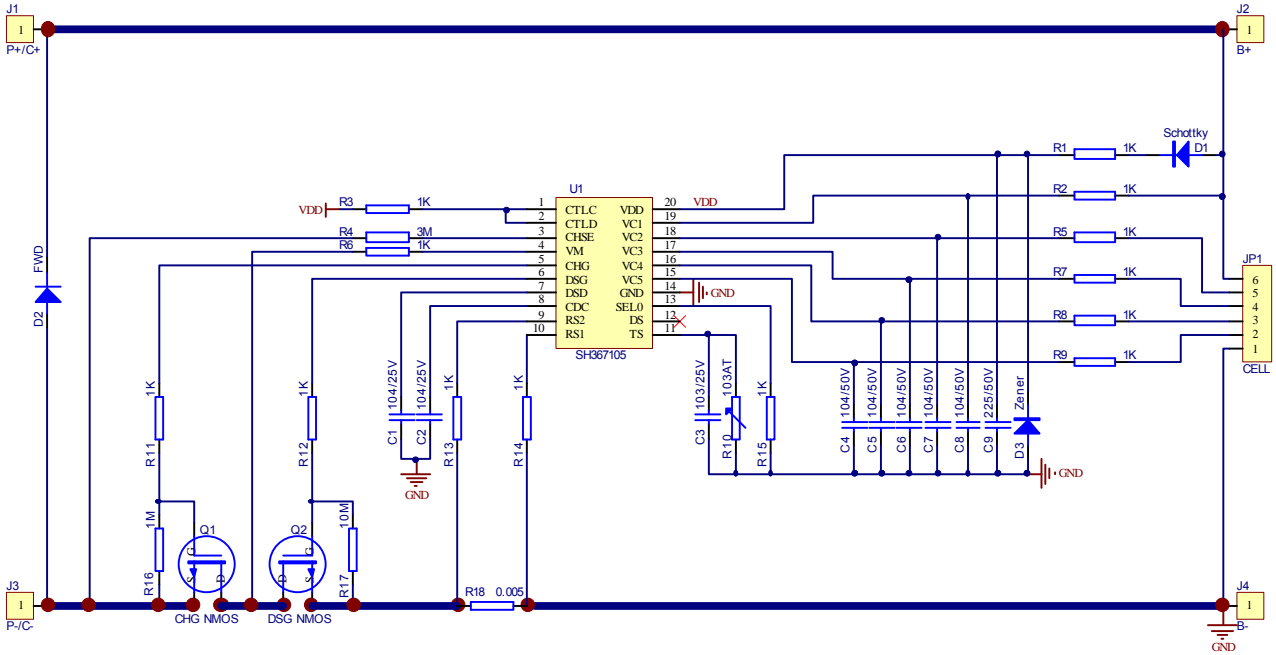 J1
1
P+/C+
J2
1
B+
Schottky
D1
R1 1K
R2 1K
R5 1K
R7 1K
R8 1K
R9 1K
JP1
6
5
4
3
2
1
CELL
U1
VDD R3 1K
R4 3M
R6 1K
1 CTLC VDD 20 VDD
2 CTLD VC1 19
3 CHSE VC2 18
4 VM VC3 17
5 CHG VC4 16
6 DSG VC5 15
7 DSD GND 14 GND
8 CDC SEL0 13
9 RS2 DS 12
10 RS1 TS 11
SH367105
FWD
D2
1K
R11
1K
R12
104/25V
C1
104/25V
C2
GND
1K
R13
1K
R14
103/25V
C3
103AT
R10
1K
R15
104/50V
C4
104/50V
C5
104/50V
C6
104/50V
C7
104/50V
C8
225/50V
C9
Zener
D3
GND
1M
R16
Q1
G
S
D
CHG NMOS
Q2
G
D
S
DSG NMOS
10M
R17
R18 0.005
J3
1
P-/C-
J4
1
B-
GND